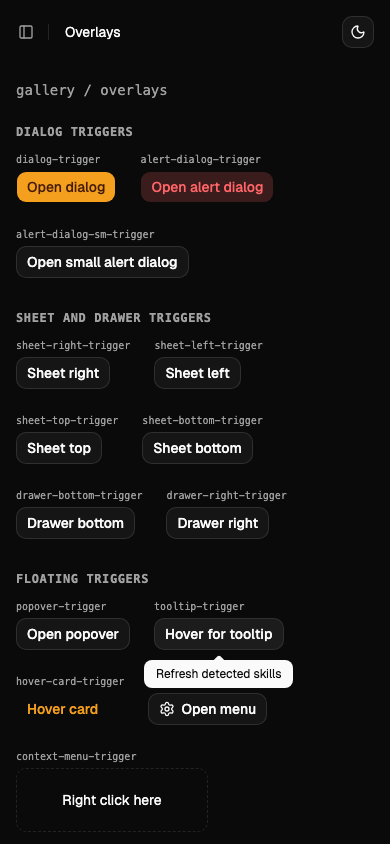 Overlays
gallery / overlays
DIALOG TRIGGERS
dialog-trigger
alert-dialog-trigger
Open dialog
Open alert dialog
alert-dialog-sm-trigger
Open small alert dialog
SHEET AND DRAWER TRIGGERS
sheet-right-trigger
sheet-left-trigger
Sheet right
Sheet left
sheet-top-trigger
sheet-bottom-trigger
Sheet top
Sheet bottom
drawer-bottom-trigger
drawer-right-trigger
Drawer bottom
Drawer right
FLOATING TRIGGERS
popover-trigger
tooltip-trigger
Open popover
Hover for tooltip
Refresh detected skills
hover-card-trigger
Hover card
Open menu
context-menu-trigger
Right click here